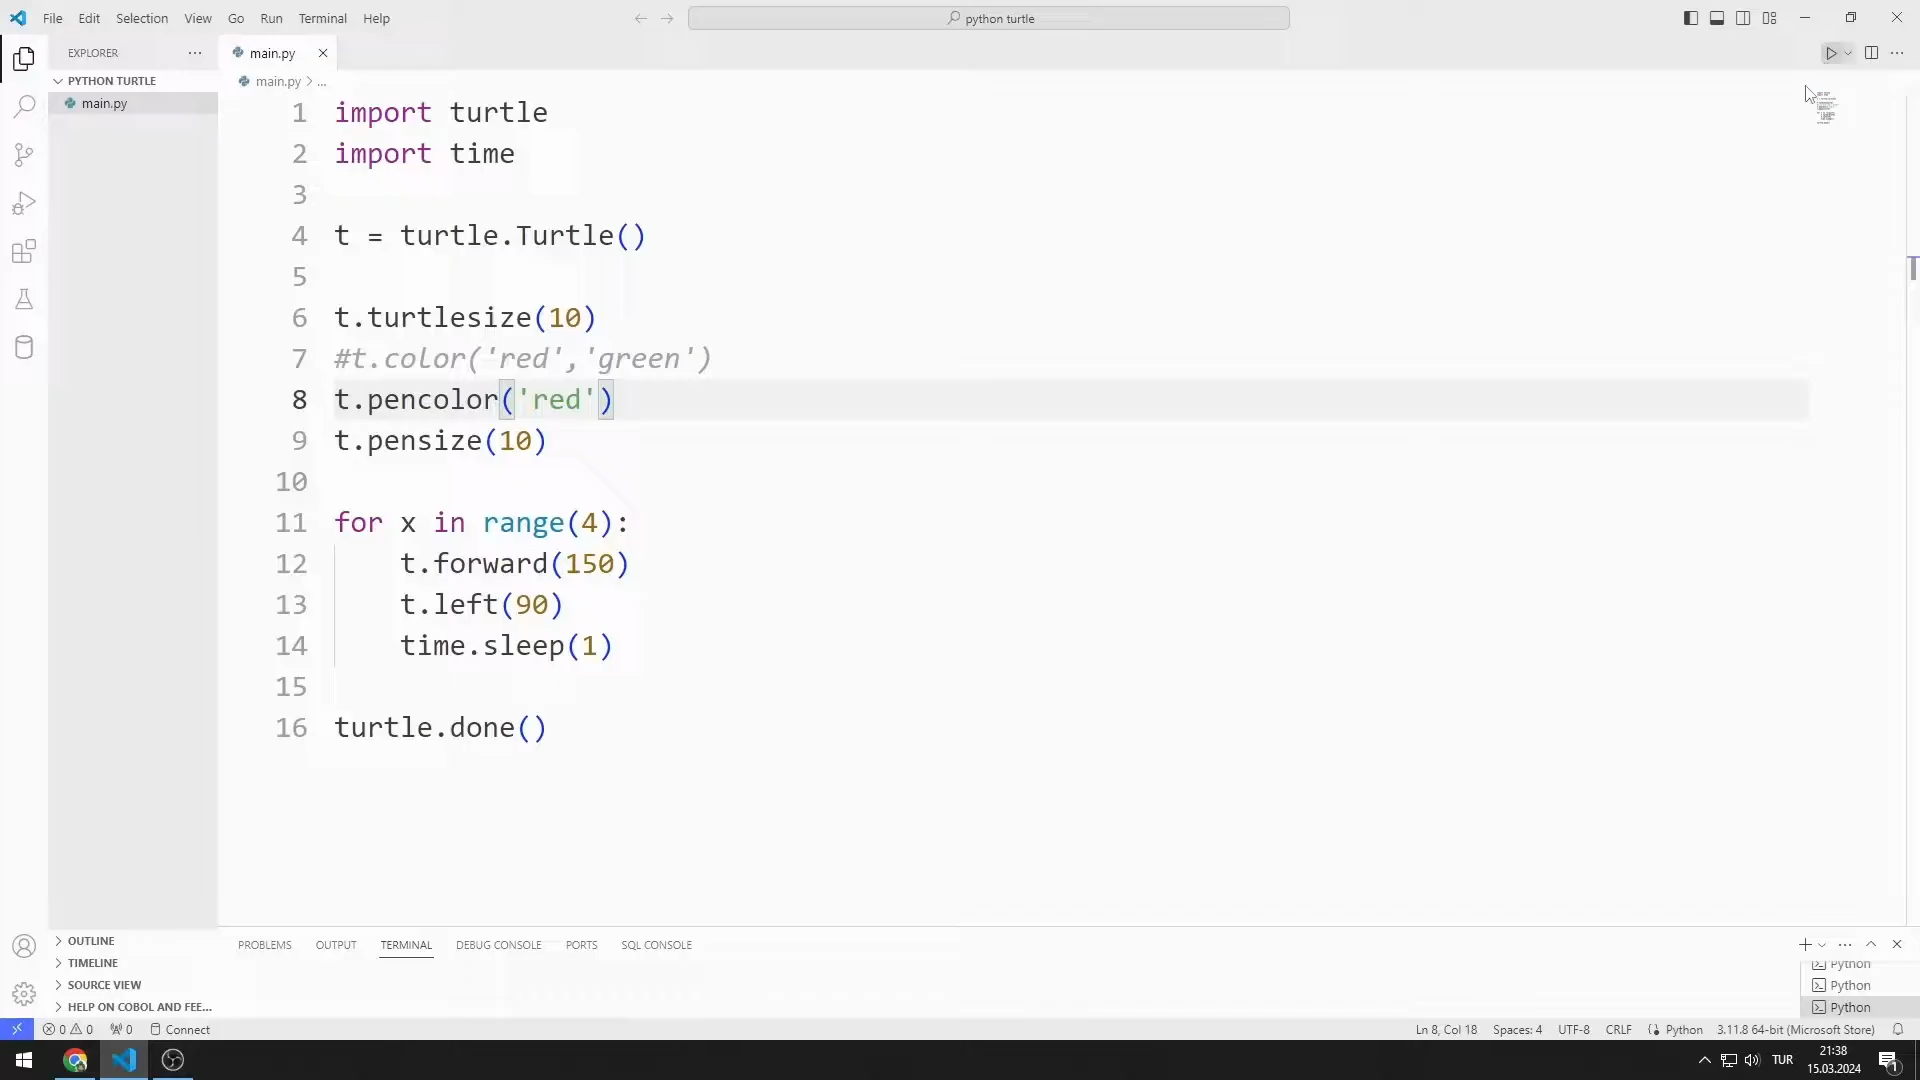 File Edit Selection View Go Run Terminal Help
python turtle
EXPLORER
main.py
PYTHON TURTLE
main.py > ...
main.py
1 import turtle
2 import time
3
4 t = turtle.Turtle()
5
6 t.turtlesize(10)
7 #t.color('red','green')
8 t.pencolor('red')
9 t.pensize(10)
10
11 for x in range(4):
12 t.forward(150)
13 t.left(90)
14 time.sleep(1)
15
16 turtle.done()
OUTLINE
TIMELINE
SOURCE VIEW
HELP ON COBOL AND FEE...
PROBLEMS OUTPUT TERMINAL DEBUG CONSOLE PORTS SQL CONSOLE
Python
Python
Python
0 0 0 Connect
Ln 8, Col 18 Spaces: 4 UTF-8 CRLF Python 3.11.8 64-bit (Microsoft Store)
TUR
21:38
15.03.2024
1